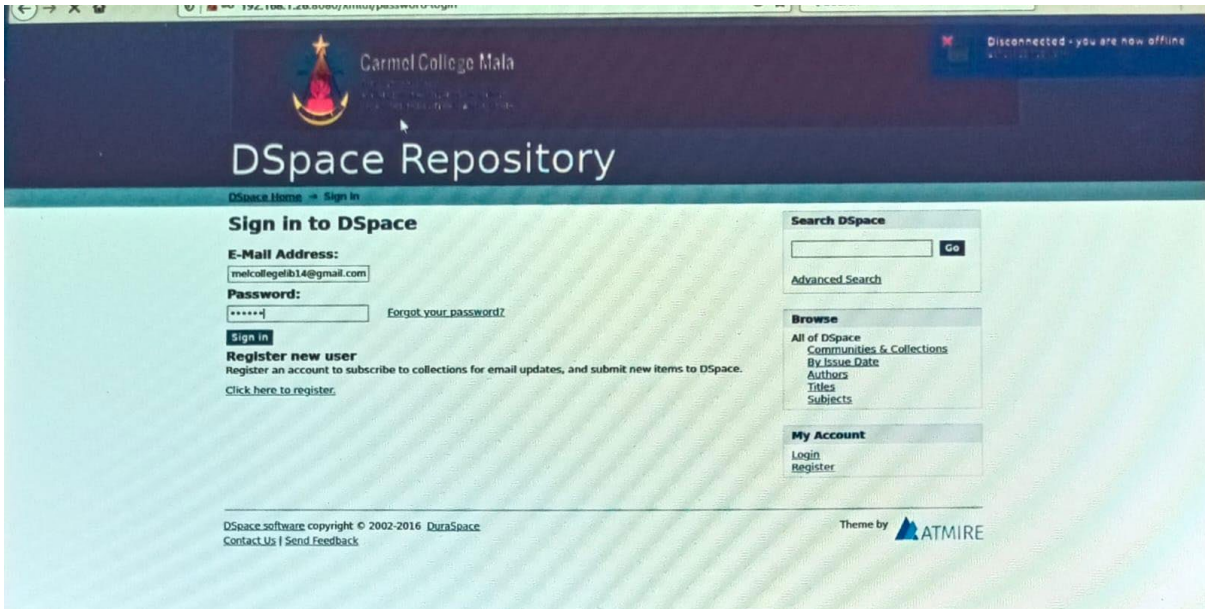 Disconnected - you are now offline
Carmel College Mala
DSpace Repository
DSpace Home → Sign in
Sign in to DSpace
E-Mail Address:
melcollegelib14@gmail.com
Password:
••••••
Forgot your password?
Sign in
Register new user
Register an account to subscribe to collections for email updates, and submit new items to DSpace.
Click here to register.
Search DSpace
Go
Advanced Search
Browse
All of DSpace
Communities & Collections
By Issue Date
Authors
Titles
Subjects
My Account
Login
Register
DSpace software copyright © 2002-2016 DuraSpace
Contact Us | Send Feedback
Theme by ATMIRE